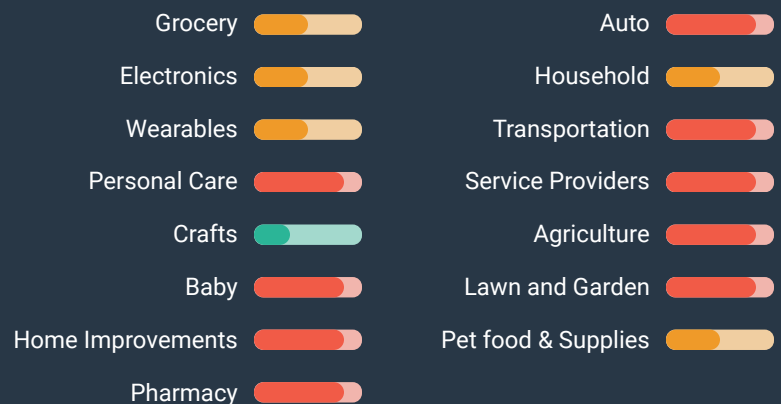 Grocery
Electronics
Wearables
Personal Care
Crafts
Baby
Home Improvements
Pharmacy
Auto
Household
Transportation
Service Providers
Agriculture
Lawn and Garden
Pet food & Supplies